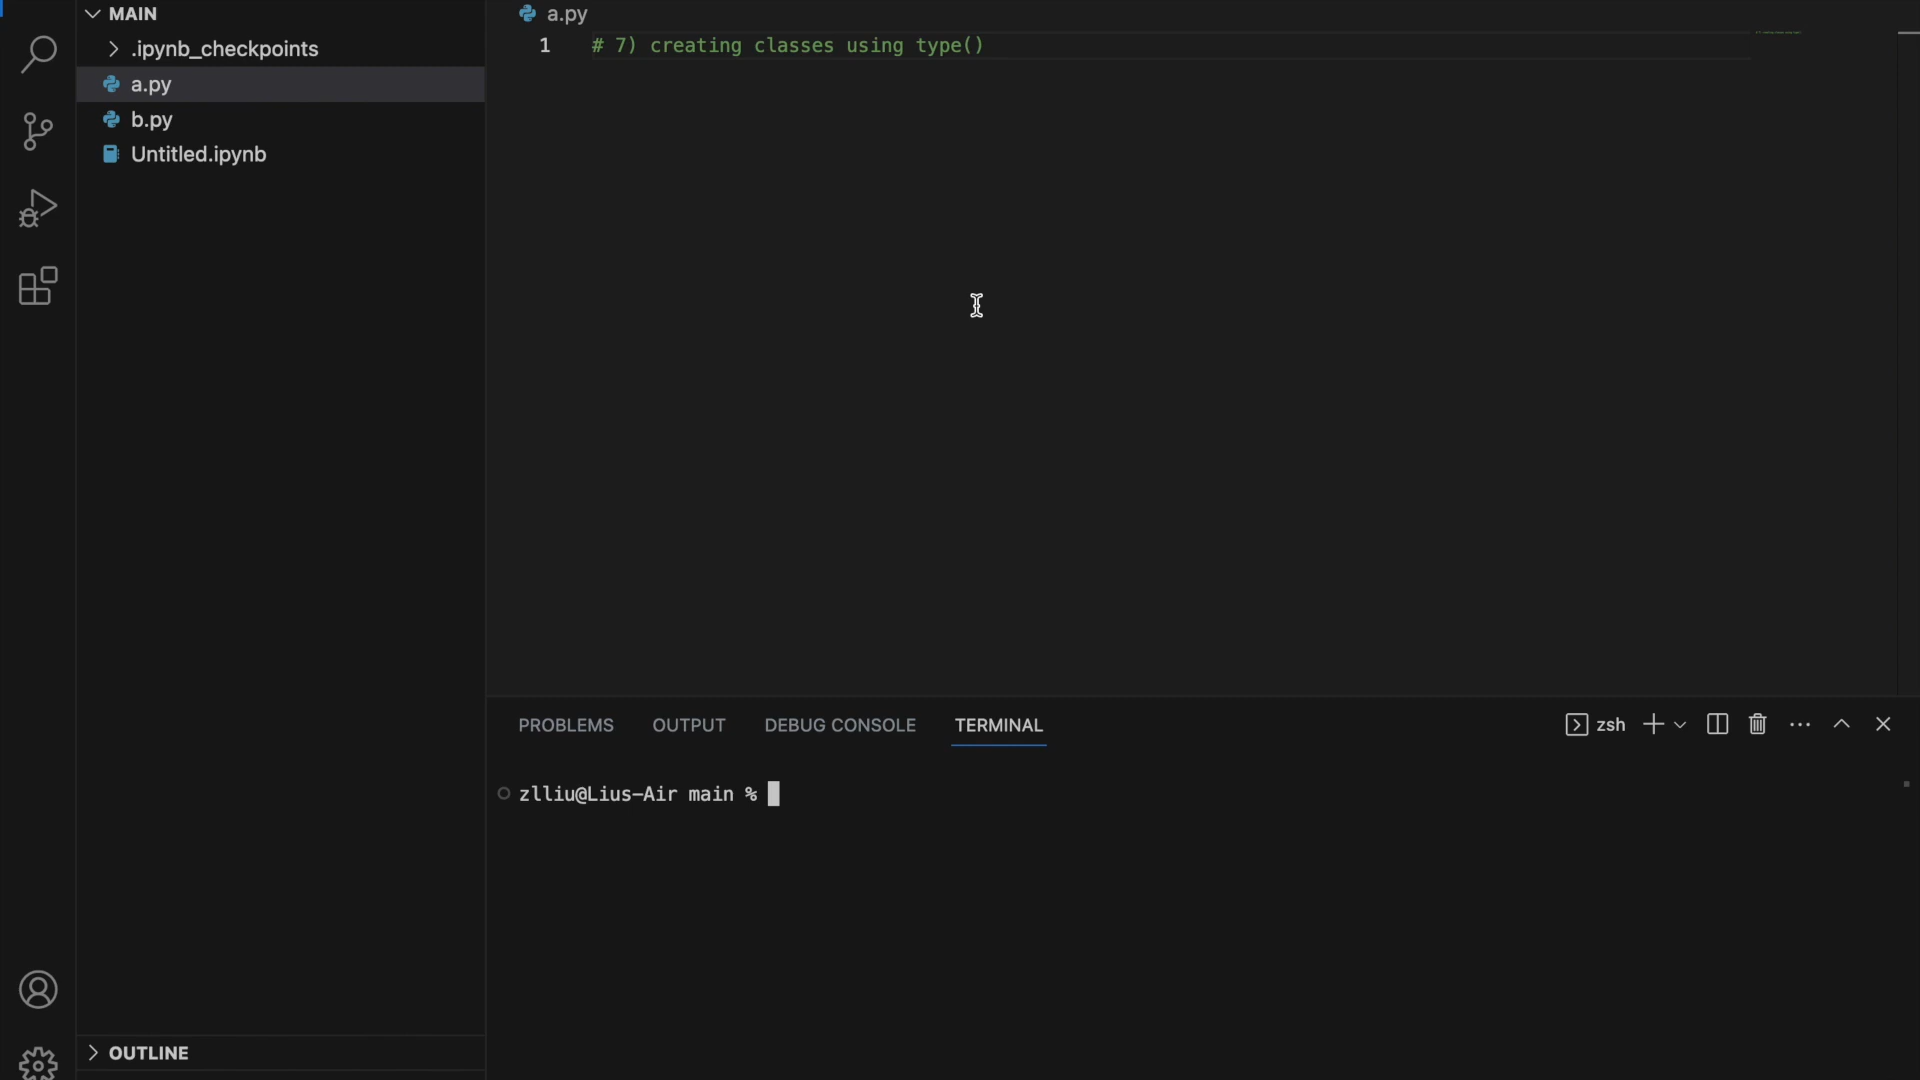 MAIN
.ipynb_checkpoints
a.py
b.py
Untitled.ipynb
OUTLINE
a.py
1 # 7) creating classes using type()
PROBLEMS OUTPUT DEBUG CONSOLE TERMINAL
zsh
zlliu@Lius-Air main %